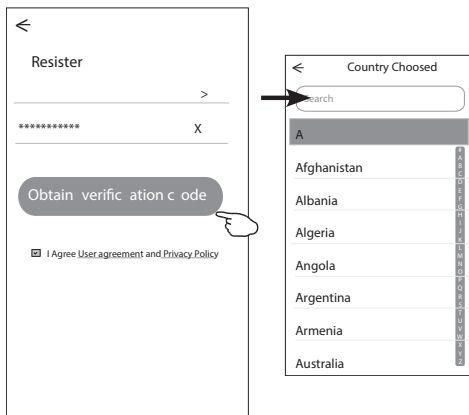 Resister
>
*********** X
Obtain verific ation c ode
I Agree User agreement and Privacy Policy
Country Choosed
Search
A
Afghanistan
Albania
Algeria
Angola
Argentina
Armenia
Australia
#
A
B
C
D
E
F
G
H
I
J
K
L
M
N
O
P
Q
R
S
T
U
V
W
X
Y
Z